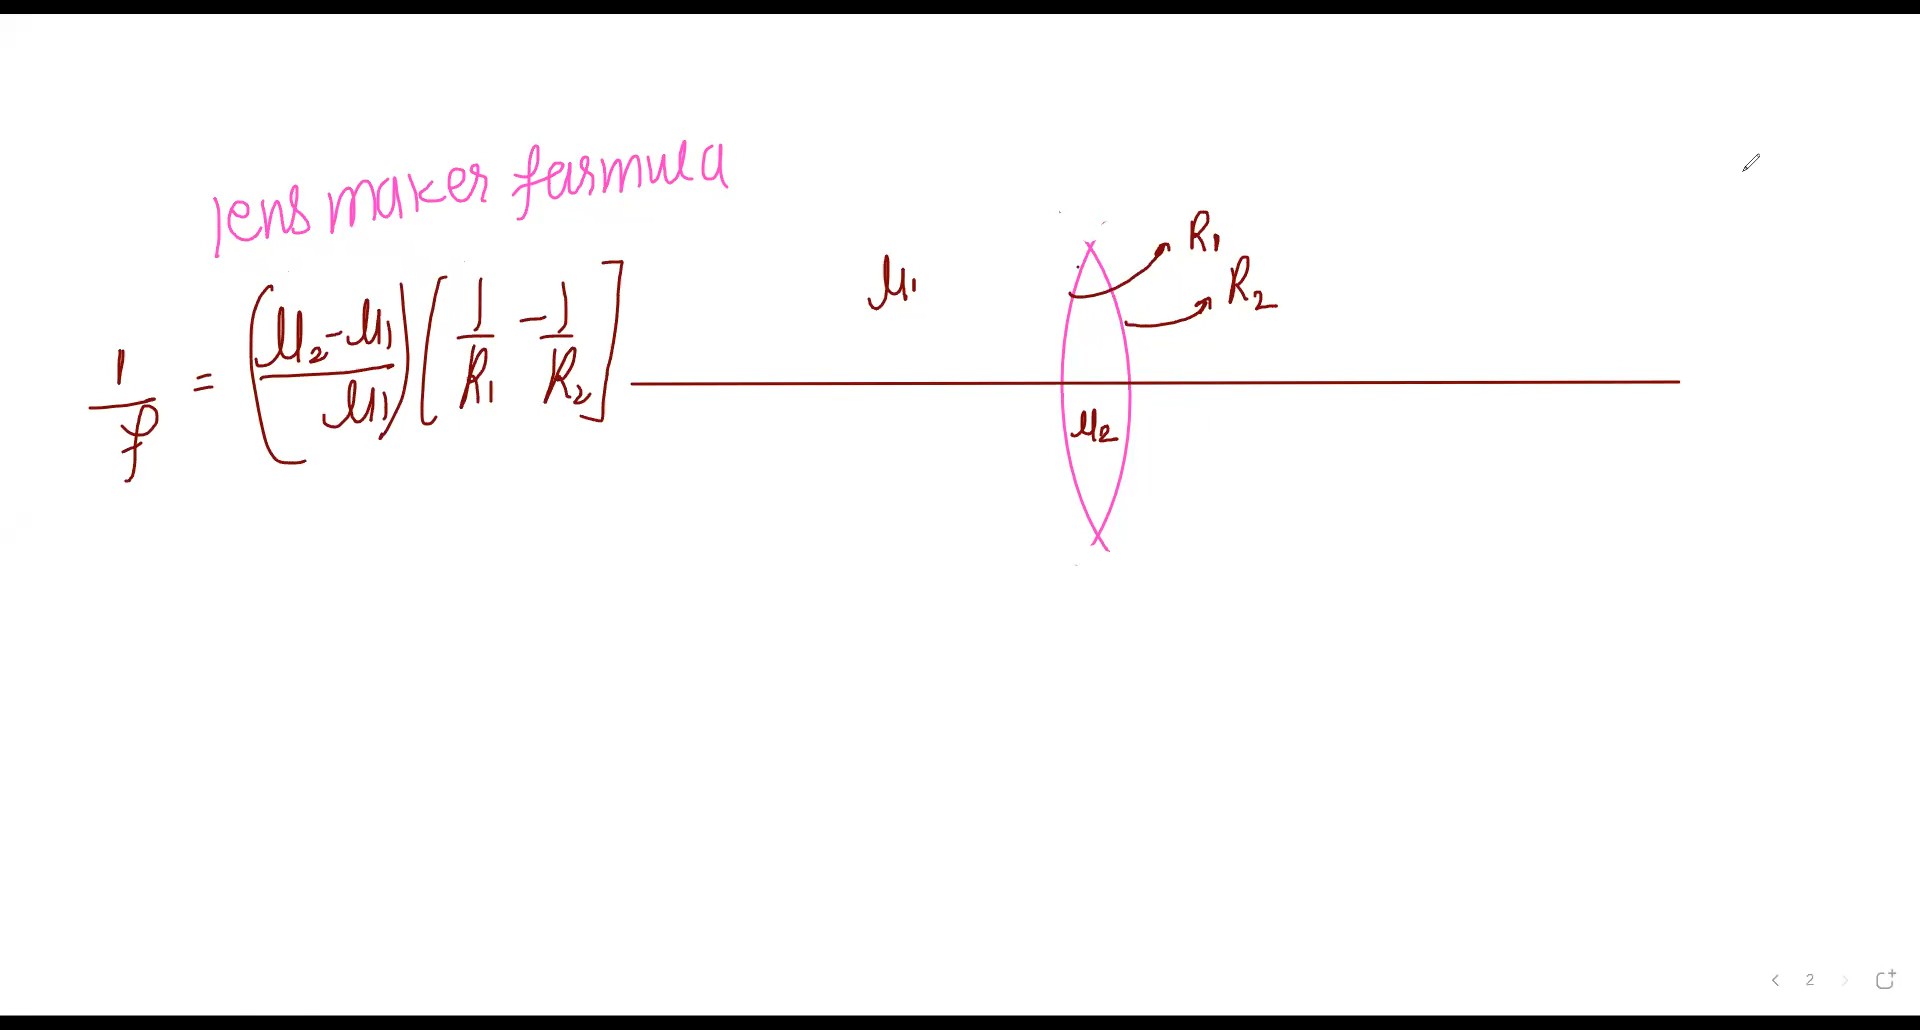 lens maker farmula
1/f = ((μ2-μ1)/μ1) [1/R1 - 1/R2]
μ1
R1
R2
μ2
2